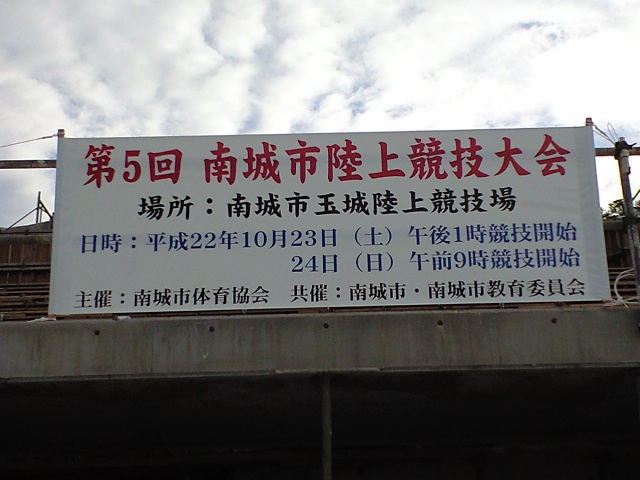 第5回 南城市陸上競技大会
場所：南城市玉城陸上競技場
日時：平成22年10月23日（土）午後1時競技開始
24日（日）午前9時競技開始
主催：南城市体育協会 共催：南城市・南城市教育委員会